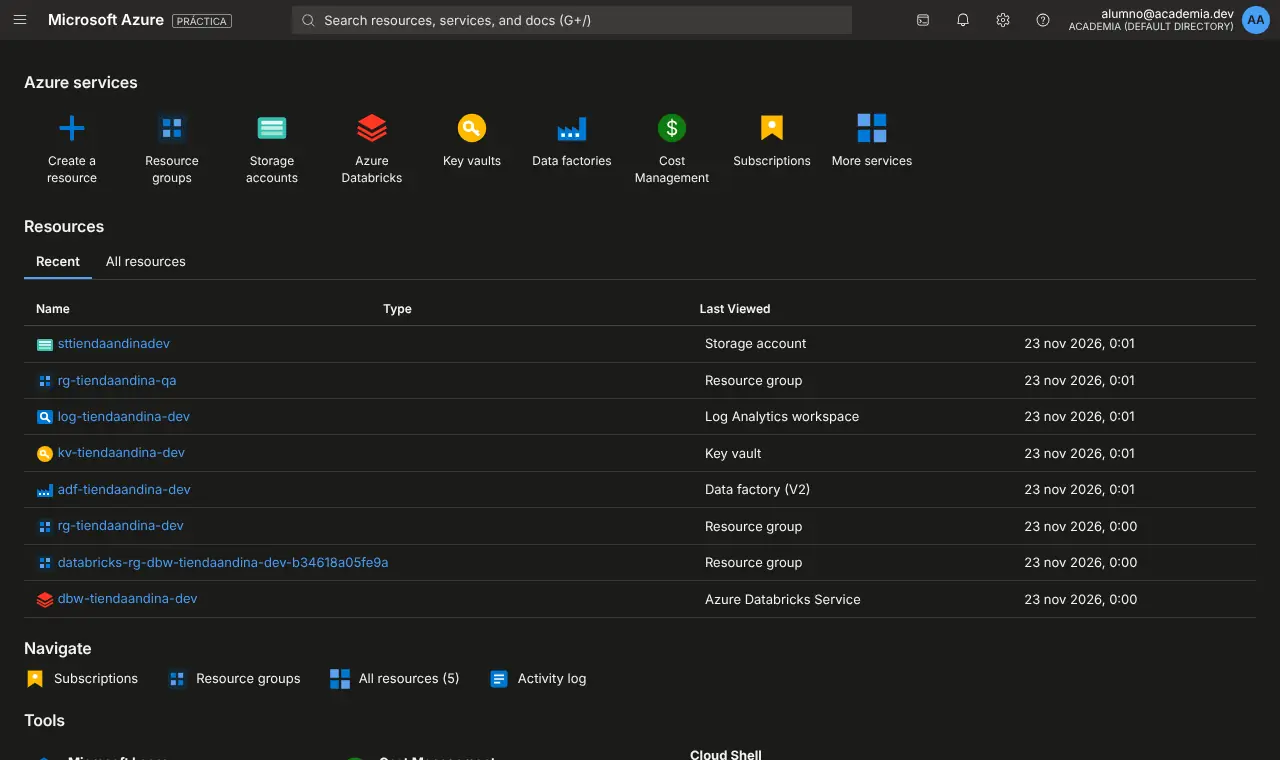 Microsoft Azure PRÁCTICA
Search resources, services, and docs (G+/)
alumno@academia.dev
ACADEMIA (DEFAULT DIRECTORY)
AA
Azure services
Create a resource
Resource groups
Storage accounts
Azure Databricks
Key vaults
Data factories
Cost Management
Subscriptions
More services
Resources
Recent All resources
Name Type Last Viewed
sttiendaandinadev Storage account 23 nov 2026, 0:01
rg-tiendaandina-qa Resource group 23 nov 2026, 0:01
log-tiendaandina-dev Log Analytics workspace 23 nov 2026, 0:01
kv-tiendaandina-dev Key vault 23 nov 2026, 0:01
adf-tiendaandina-dev Data factory (V2) 23 nov 2026, 0:01
rg-tiendaandina-dev Resource group 23 nov 2026, 0:00
databricks-rg-dbw-tiendaandina-dev-b34618a05fe9a Resource group 23 nov 2026, 0:00
dbw-tiendaandina-dev Azure Databricks Service 23 nov 2026, 0:00
Navigate
Subscriptions Resource groups All resources (5) Activity log
Tools
Cost Management Cloud Shell